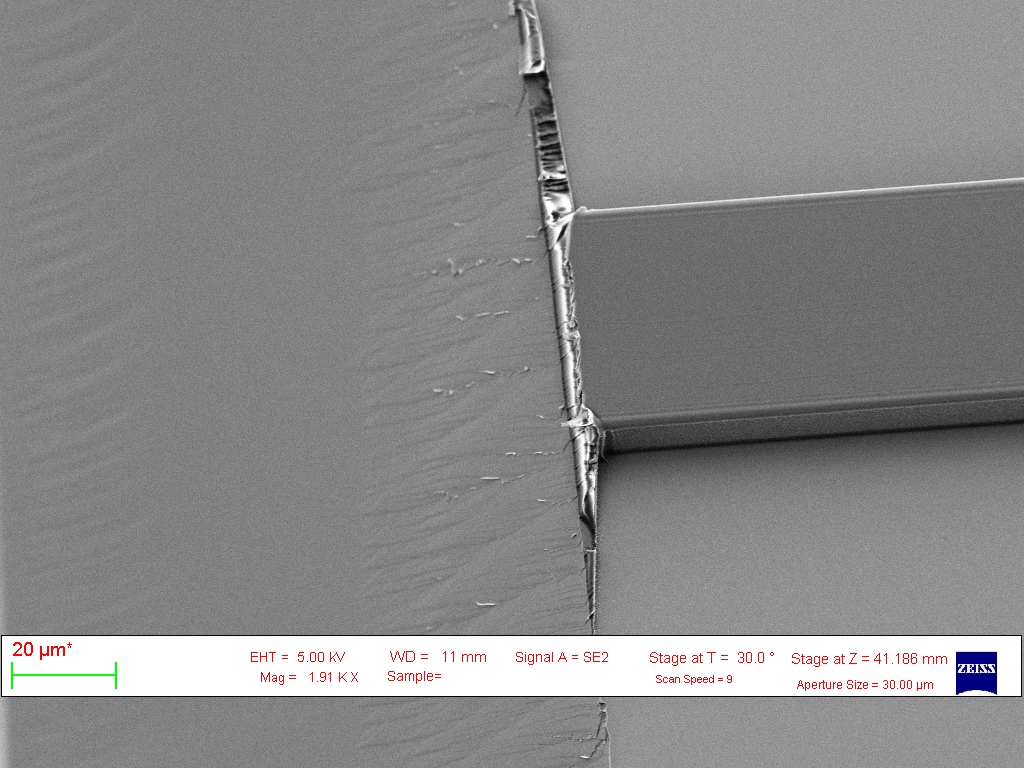 20 µm*
EHT = 5.00 kV WD = 11 mm Signal A = SE2 Stage at T = 30.0 ° Stage at Z = 41.186 mm
Mag = 1.91 K X Sample= Scan Speed = 9 Aperture Size = 30.00 µm
ZEISS